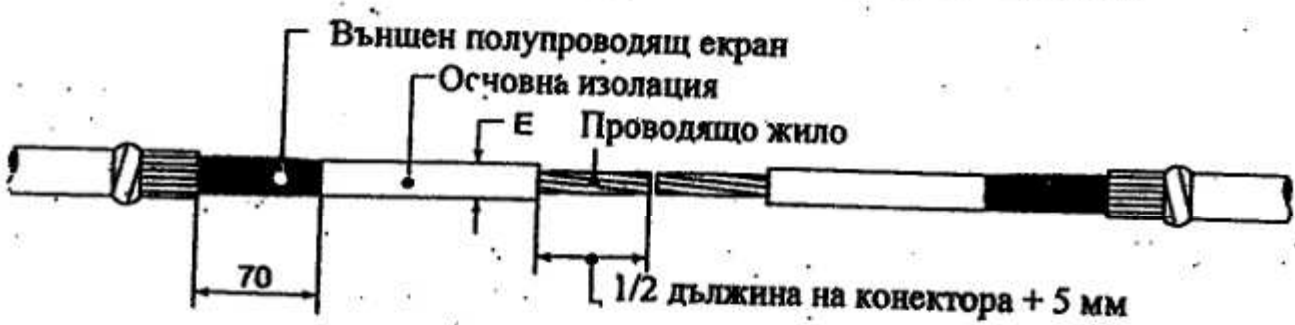 Външен полупроводящ екран
Основна изолация
E Проводящо жило
70
1/2 дължина на конектора + 5 мм